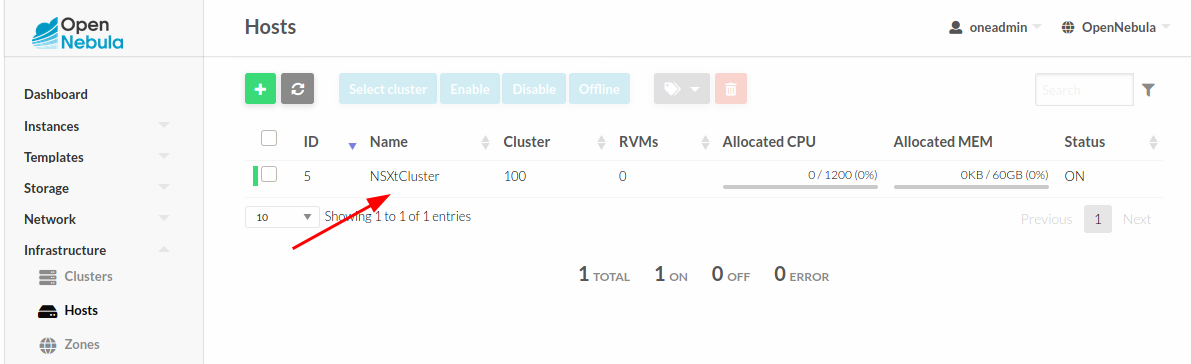 Open
Nebula
Hosts
oneadmin
OpenNebula
Dashboard
Instances
Templates
Storage
Network
Infrastructure
Clusters
Hosts
Zones
Select cluster Enable Disable Offline
Search
ID Name Cluster RVMs Allocated CPU Allocated MEM Status
5 NSXtCluster 100 0 0 / 1200 (0%) 0KB / 60GB (0%) ON
10 Showing 1 to 1 of 1 entries
Previous 1 Next
1 TOTAL 1 ON 0 OFF 0 ERROR